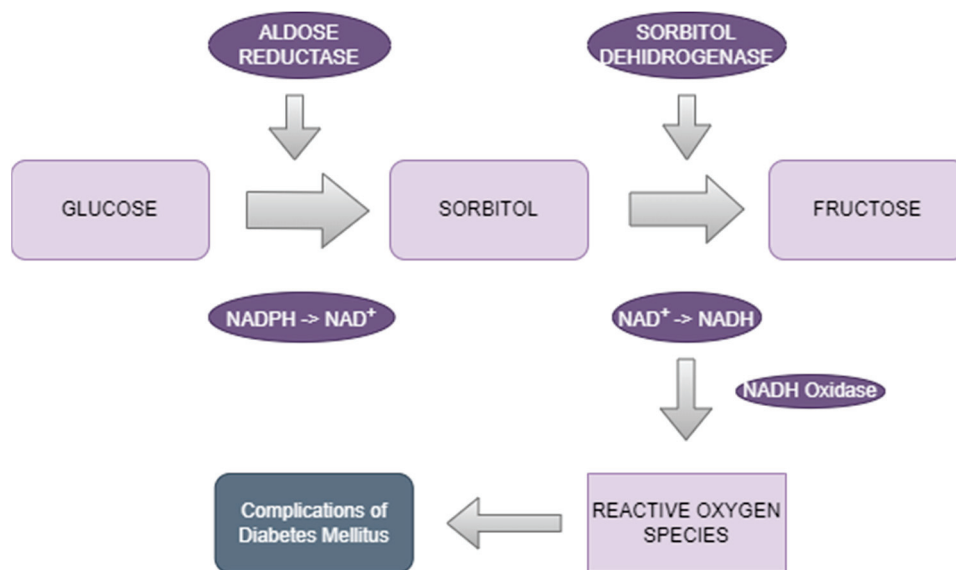 ALDOSE
REDUCTASE
SORBITOL
DEHIDROGENASE
GLUCOSE
SORBITOL
FRUCTOSE
NADPH -> NAD⁺
NAD⁺ -> NADH
NADH Oxidase
Complications of
Diabetes Mellitus
REACTIVE OXYGEN
SPECIES